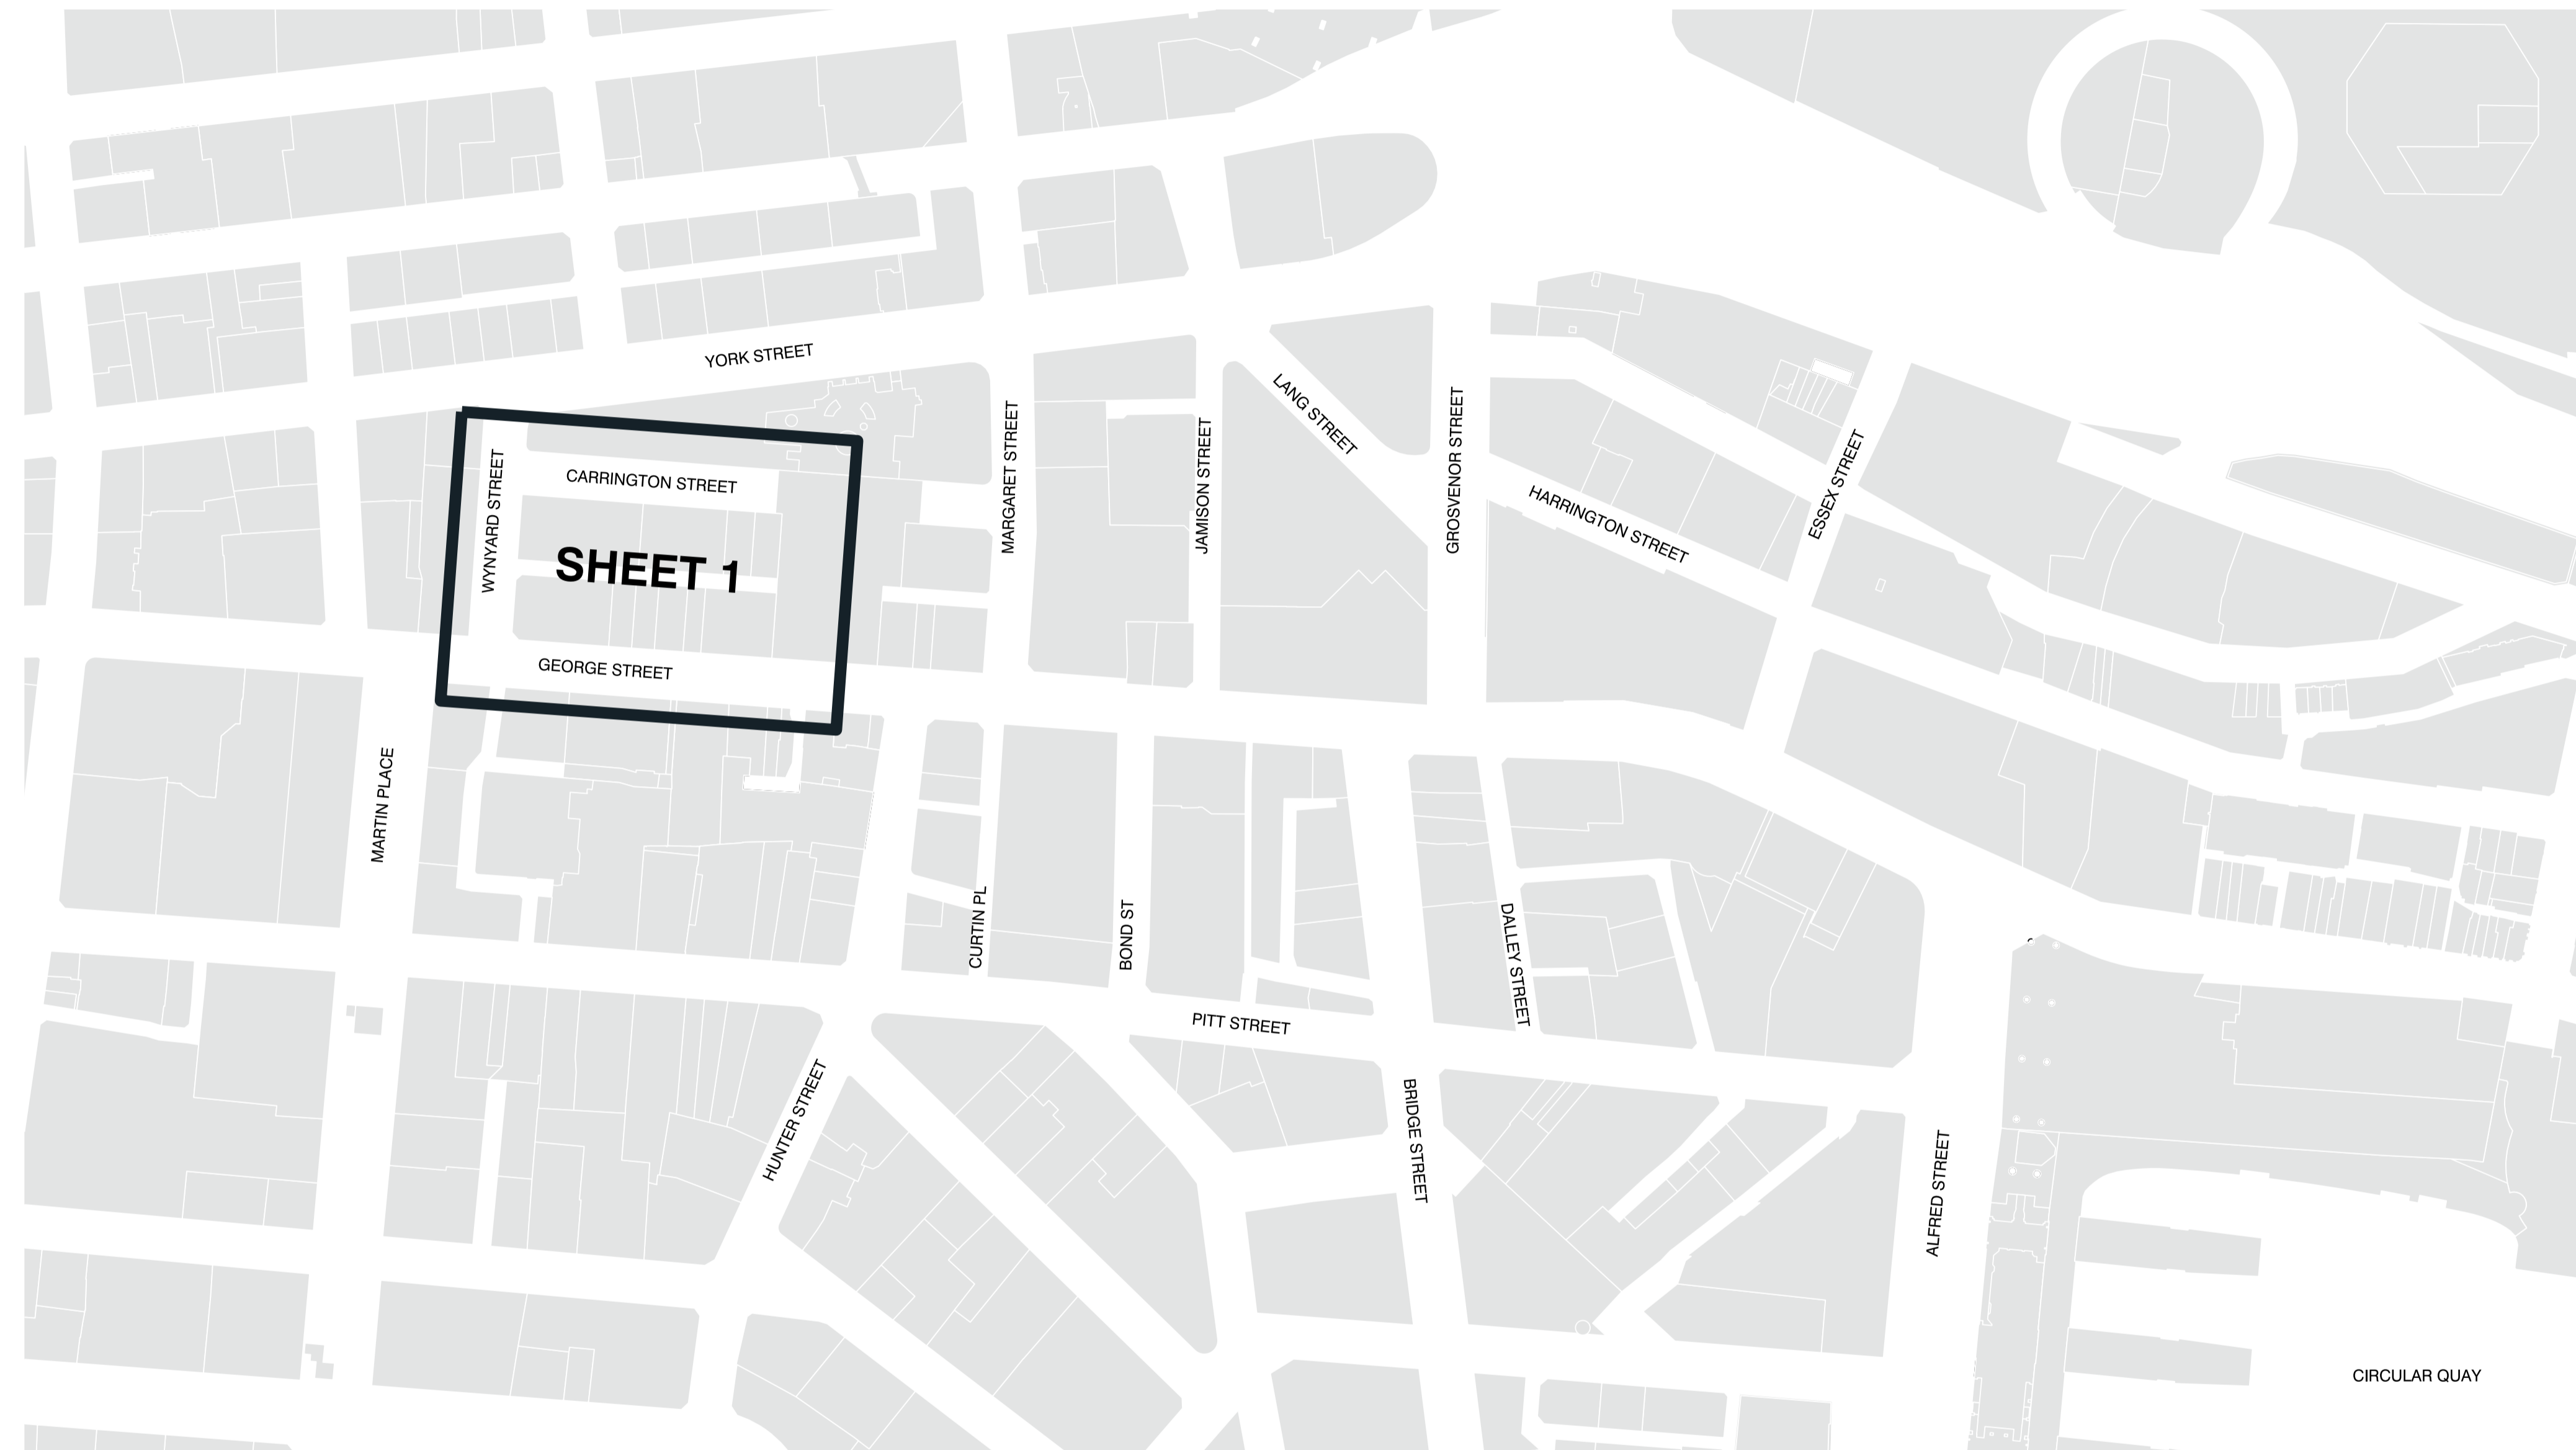 YORK STREET
LANG STREET
MARGARET STREET
JAMISON STREET
GROSVENOR STREET
ESSEX STREET
WYNYARD STREET
CARRINGTON STREET
HARRINGTON STREET
SHEET 1
GEORGE STREET
MARTIN PLACE
CURTIN PL
BOND ST
DALLEY STREET
PITT STREET
HUNTER STREET
BRIDGE STREET
ALFRED STREET
CIRCULAR QUAY